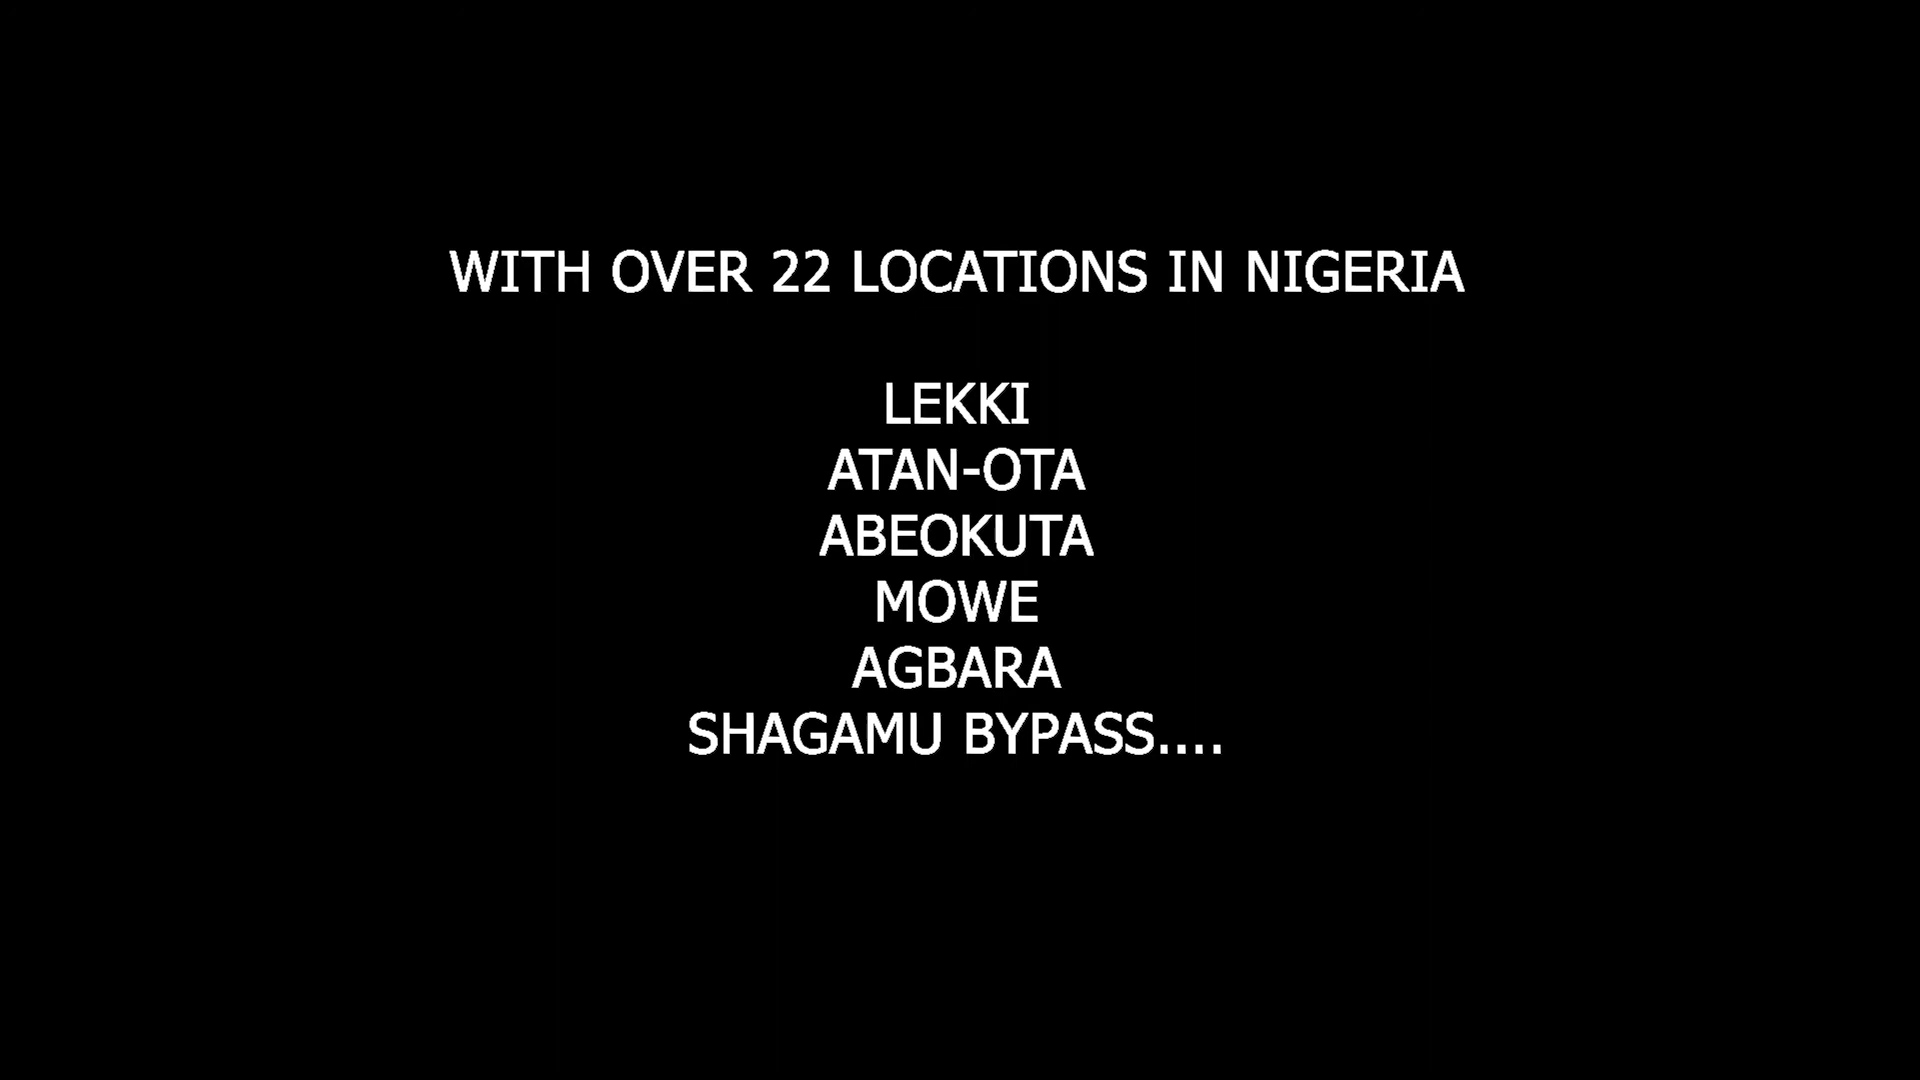 WITH OVER 22 LOCATIONS IN NIGERIA
LEKKI
ATAN-OTA
ABEOKUTA
MOWE
AGBARA
SHAGAMU BYPASS....